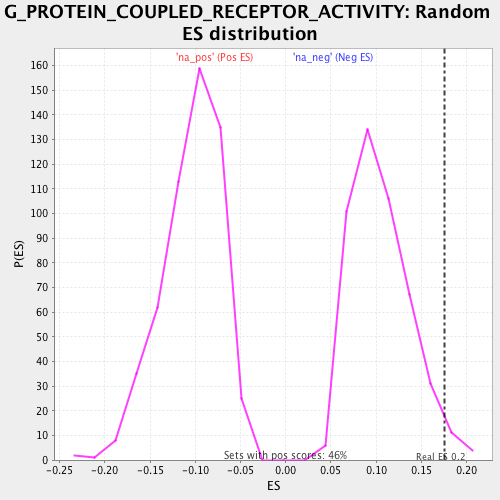 G_PROTEIN_COUPLED_RECEPTOR_ACTIVITY: Random
ES distribution
'na_pos' (Pos ES) 'na_neg' (Neg ES)
160
150
140
130
120
110
100
90
80
70
60
50
40
30
20
10
0
P(ES)
Sets with pos scores: 46%
Real ES 0.2
-0.25 -0.20 -0.15 -0.10 -0.05 0.00 0.05 0.10 0.15 0.20
ES